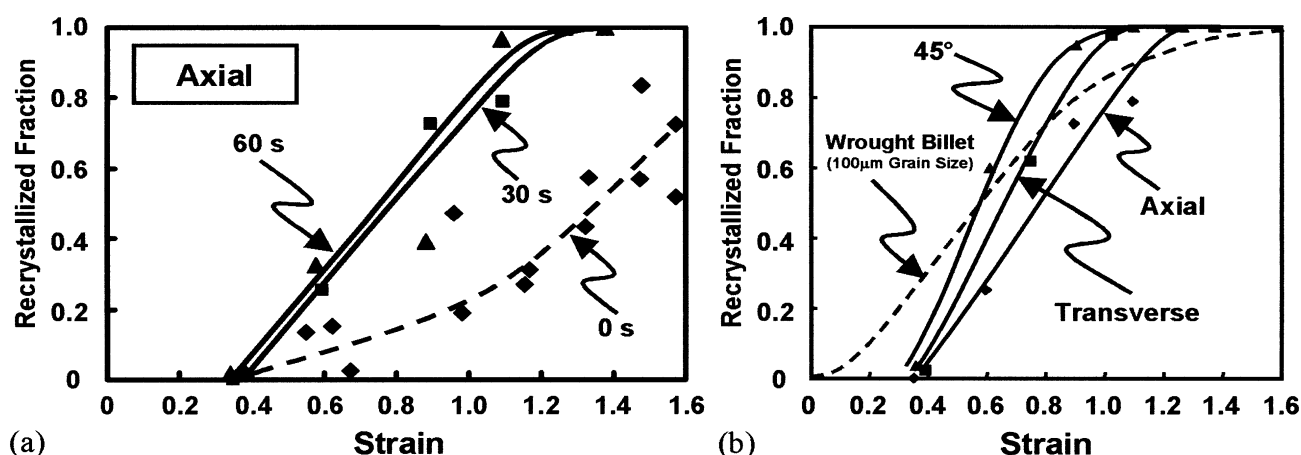 1.0
0.8
0.6
0.4
0.2
0
Recrystallized Fraction
Axial
60 s
30 s
0 s
0 0.2 0.4 0.6 0.8 1.0 1.2 1.4 1.6
Strain
(a)
1.0
0.8
0.6
0.4
0.2
0
Recrystallized Fraction
45°
Wrought Billet
(100µm Grain Size)
Axial
Transverse
0 0.2 0.4 0.6 0.8 1.0 1.2 1.4 1.6
Strain
(b)